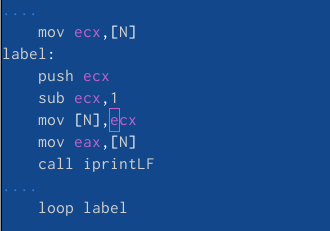 ....
    mov ecx,[N]
label:
    push ecx
    sub ecx,1
    mov [N],ecx
    mov eax,[N]
    call iprintLF
....
    loop label